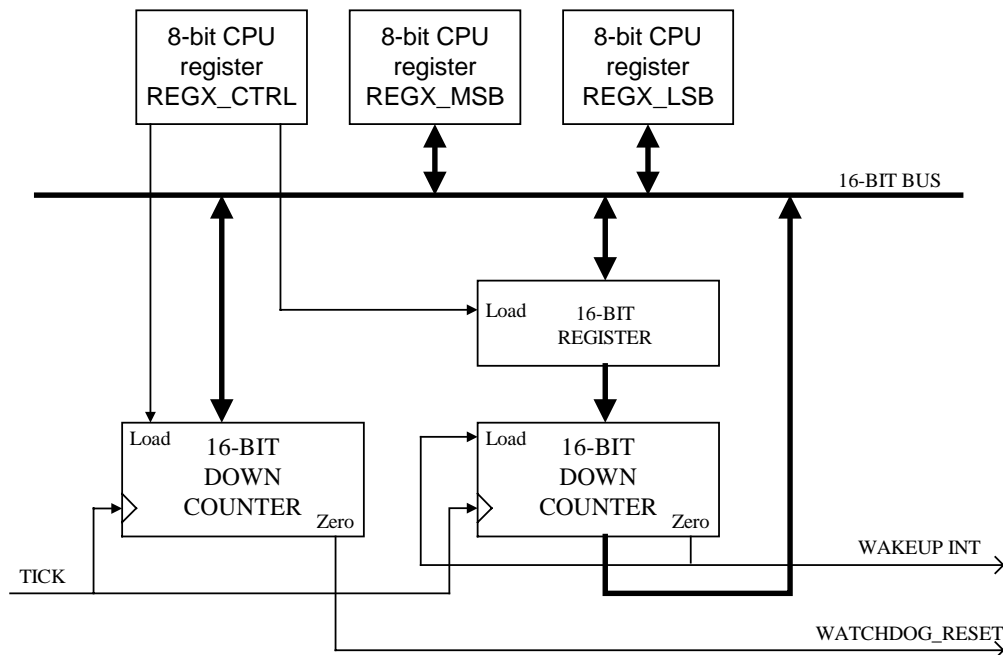 8-bit CPU
register
REGX_CTRL
8-bit CPU
register
REGX_MSB
8-bit CPU
register
REGX_LSB
16-BIT BUS
Load
16-BIT
REGISTER
Load
16-BIT
DOWN
COUNTER
Zero
Load
16-BIT
DOWN
COUNTER
Zero
WAKEUP INT
TICK
WATCHDOG_RESET